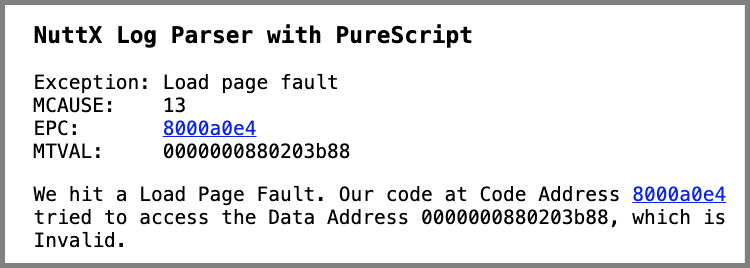 NuttX Log Parser with PureScript
Exception: Load page fault
MCAUSE: 13
EPC: 8000a0e4
MTVAL: 0000000880203b88
We hit a Load Page Fault. Our code at Code Address 8000a0e4
tried to access the Data Address 0000000880203b88, which is
Invalid.